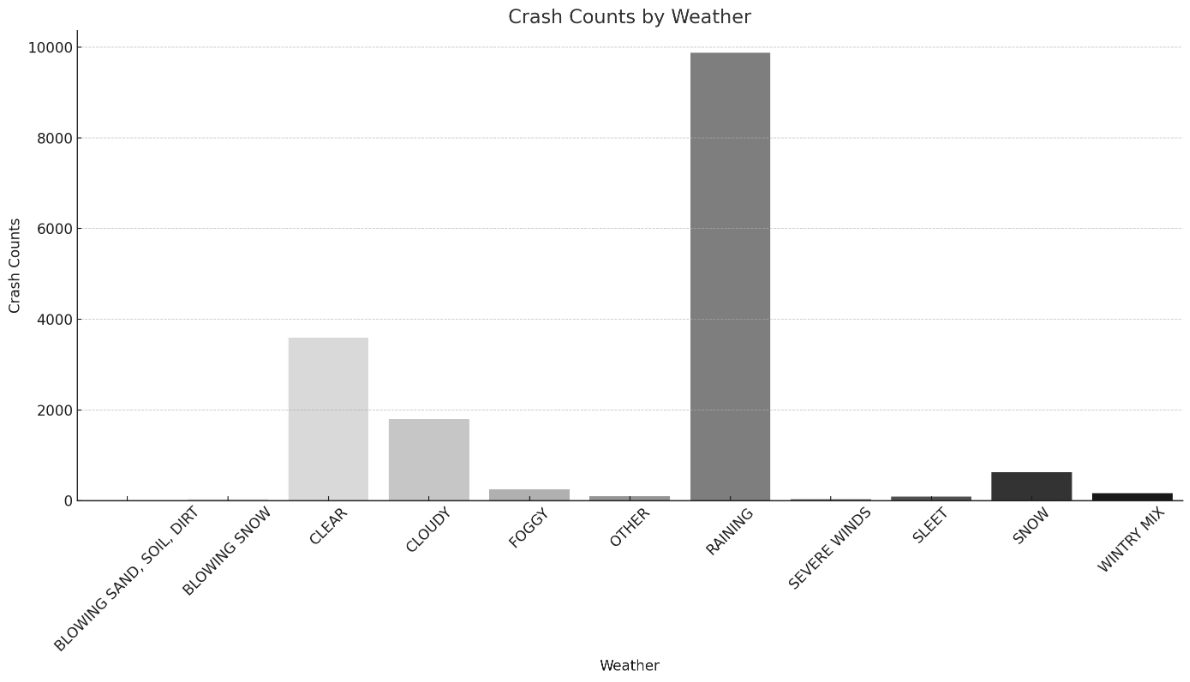 Crash Counts by Weather
10000
8000
6000
4000
2000
0
Crash Counts
BLOWING SAND, SOIL, DIRT
BLOWING SNOW
CLEAR
CLOUDY
FOGGY
OTHER
RAINING
SEVERE WINDS
SLEET
SNOW
WINTRY MIX
Weather